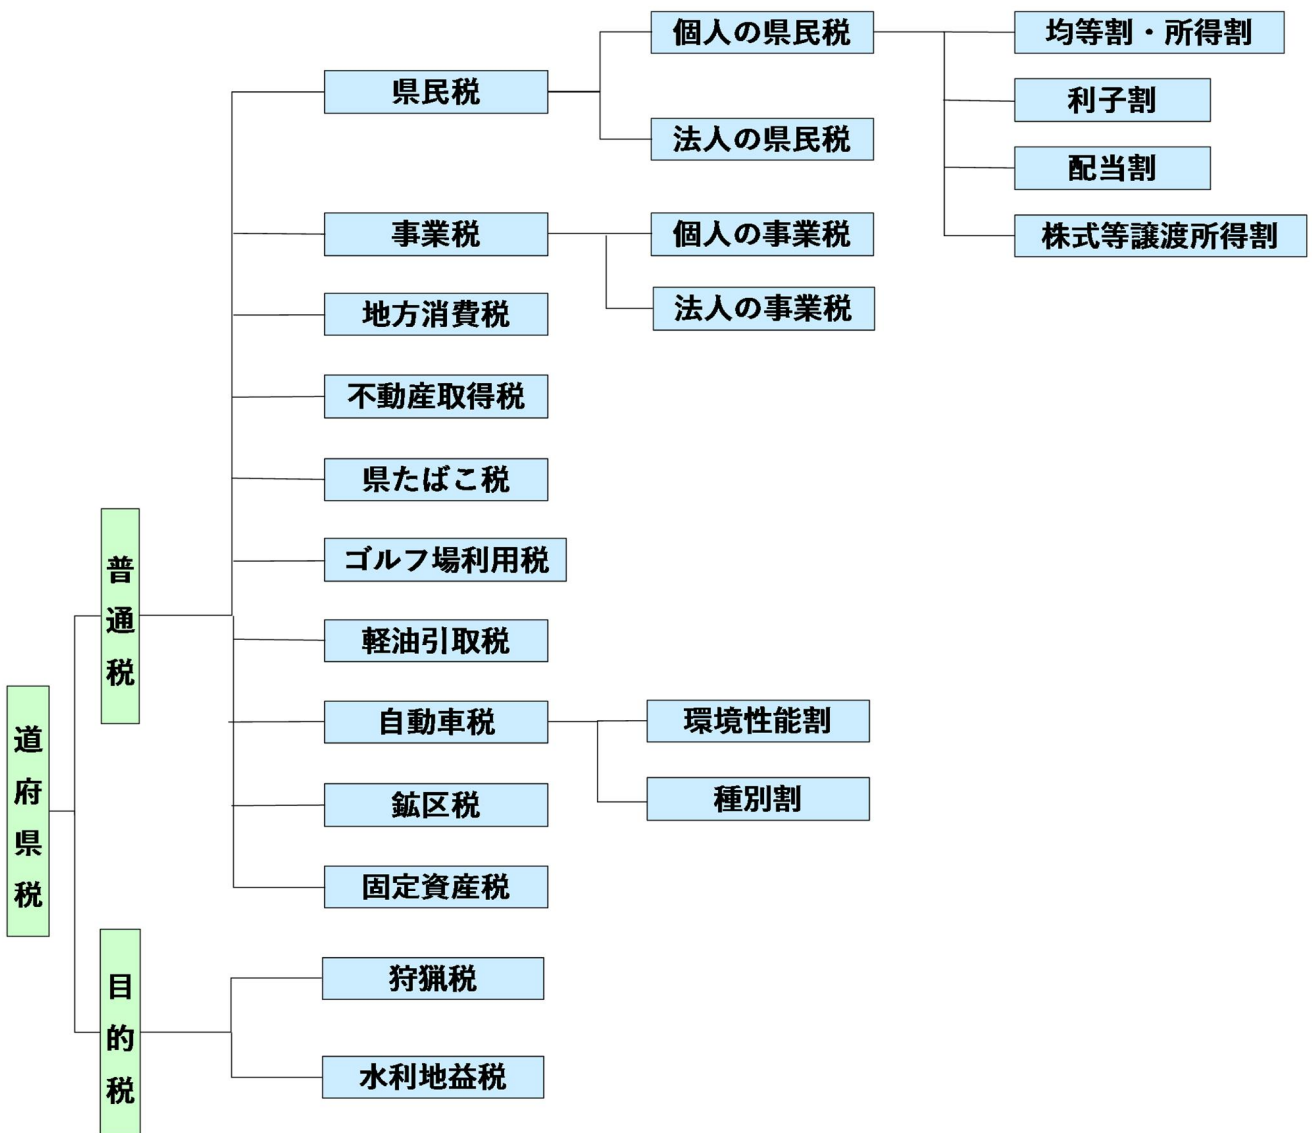 道府県税
普通税
県民税
個人の県民税
均等割・所得割
利子割
配当割
株式等譲渡所得割
法人の県民税
事業税
個人の事業税
法人の事業税
地方消費税
不動産取得税
県たばこ税
ゴルフ場利用税
軽油引取税
自動車税
環境性能割
種別割
鉱区税
固定資産税
目的税
狩猟税
水利地益税